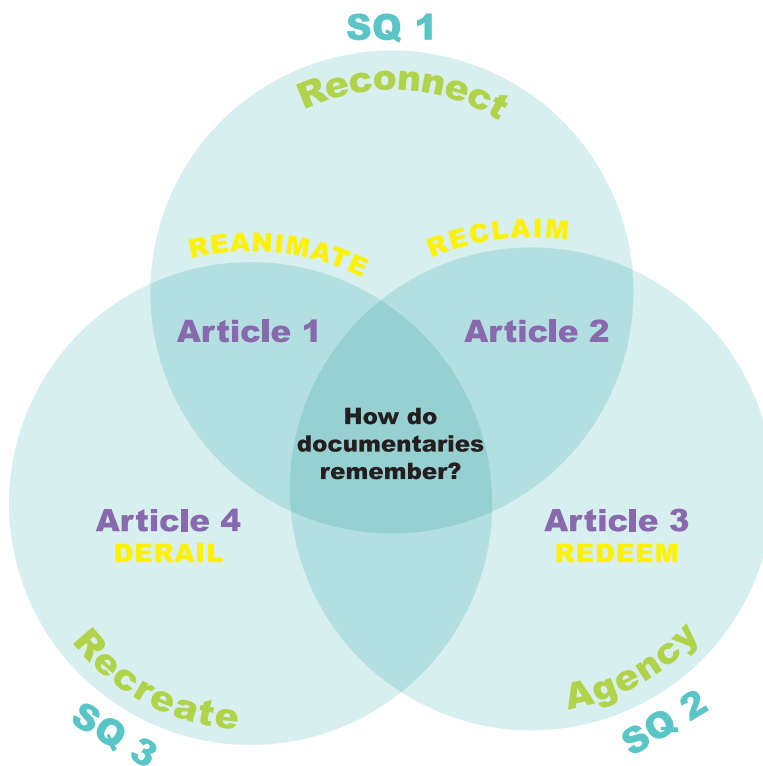 SQ 1
Reconnect
REANIMATE
RECLAIM
Article 1
Article 2
How do
documentaries
remember?
Article 4
DERAIL
Article 3
REDEEM
Recreate
Agency
SQ 3
SQ 2